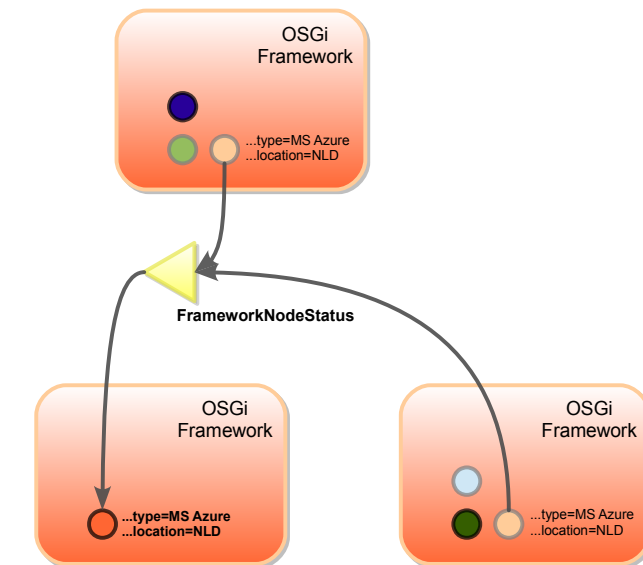 OSGi
Framework
...type=MS Azure
...location=NLD
FrameworkNodeStatus
OSGi
Framework
...type=MS Azure
...location=NLD
OSGi
Framework
...type=MS Azure
...location=NLD